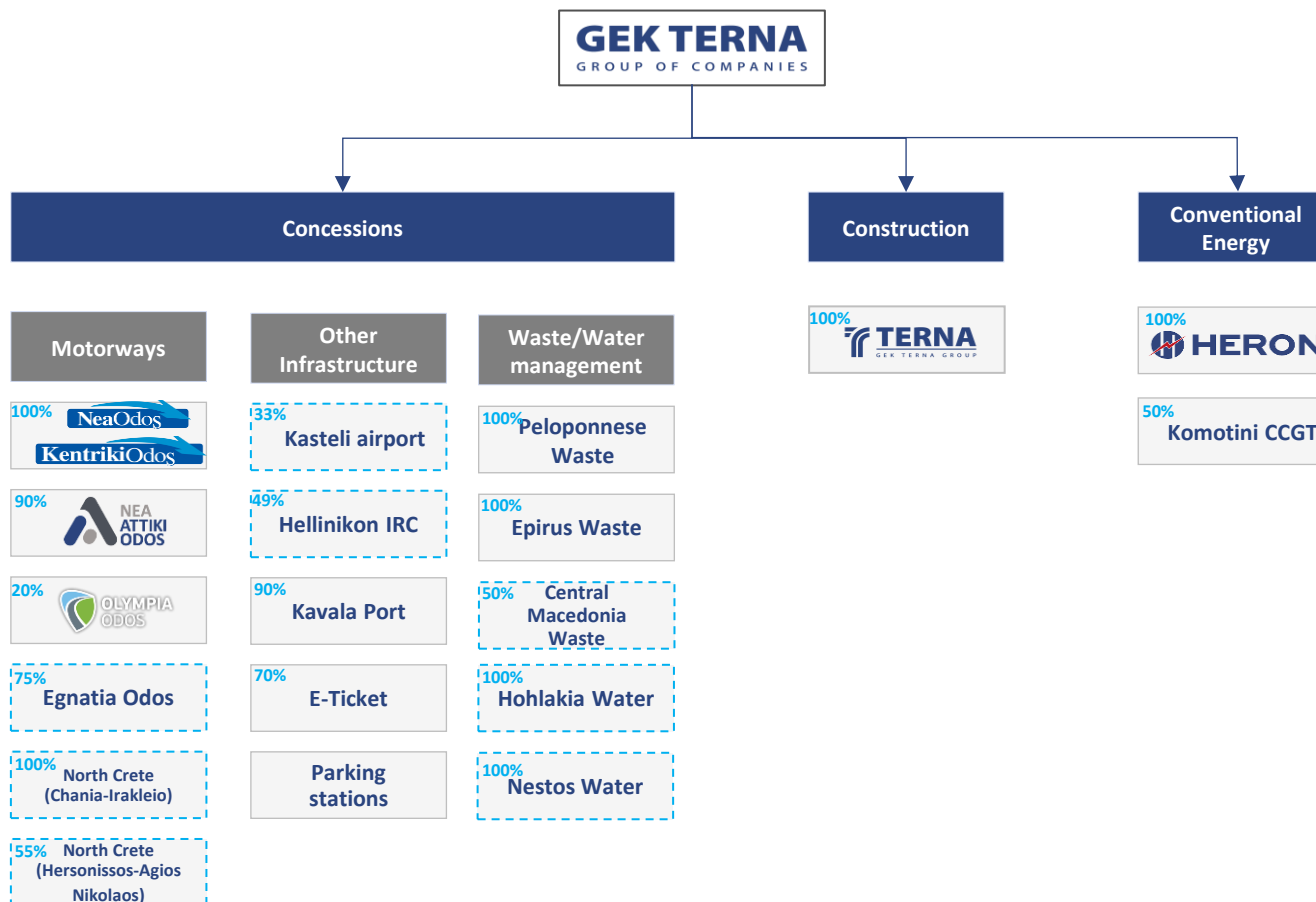 GEK TERNA
GROUP OF COMPANIES
Concessions
Construction
Conventional
Energy
Motorways
Other
Infrastructure
Waste/Water
management
100%
NeaOdos
KentrikiOdos
90%
NEA
ATTIKI
ODOS
20%
OLYMPIA
ODOS
75%
Egnatia Odos
100%
North Crete
(Chania-Irakleio)
55%
North Crete
(Hersonissos-Agios
Nikolaos)
33%
Kasteli airport
49%
Hellinikon IRC
90%
Kavala Port
70%
E-Ticket
Parking
stations
100%
Peloponnese
Waste
100%
Epirus Waste
50%
Central
Macedonia
Waste
100%
Hohlakia Water
100%
Nestos Water
100%
TERNA
GEK TERNA GROUP
100%
HERON
50%
Komotini CCGT